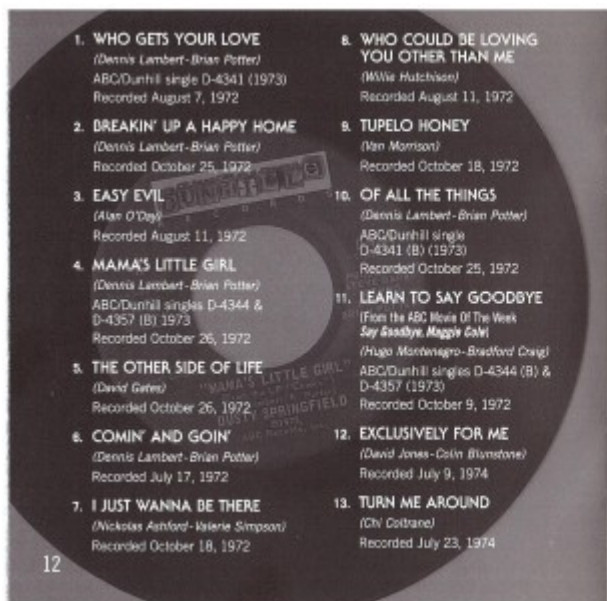 1. WHO GETS YOUR LOVE
(Dennis Lambert-Brian Potter)
ABC/Dunhill single D-4341 (1973)
Recorded August 7, 1972
2. BREAKIN' UP A HAPPY HOME
(Dennis Lambert-Brian Potter)
Recorded October 25, 1972
3. EASY EVIL
(Alan O'Day)
Recorded August 11, 1972
4. MAMA'S LITTLE GIRL
(Dennis Lambert-Brian Potter)
ABC/Dunhill singles D-4344 &
D-4357 (B) 1973
Recorded October 26, 1972
5. THE OTHER SIDE OF LIFE
(David Gates)
Recorded October 26, 1972
6. COMIN' AND GOIN'
(Dennis Lambert-Brian Potter)
Recorded July 17, 1972
7. I JUST WANNA BE THERE
(Nickolas Ashford-Valerie Simpson)
Recorded October 18, 1972
8. WHO COULD BE LOVING
YOU OTHER THAN ME
(Willie Hutchison)
Recorded August 11, 1972
9. TUPELO HONEY
(Van Morrison)
Recorded October 18, 1972
10. OF ALL THE THINGS
(Dennis Lambert-Brian Potter)
ABC/Dunhill single
D-4341 (B) (1973)
Recorded October 25, 1972
11. LEARN TO SAY GOODBYE
(From the ABC Movie Of The Week
Say Goodbye, Maggie Cole)
(Hugo Montenegro-Bradford Craig)
ABC/Dunhill singles D-4344 (B) &
D-4357 (1973)
Recorded October 9, 1972
12. EXCLUSIVELY FOR ME
(David Jones-Colin Blunstone)
Recorded July 9, 1974
13. TURN ME AROUND
(Chi Coltrane)
Recorded July 23, 1974
"MAMA'S LITTLE GIRL"
DUSTY SPRINGFIELD
12